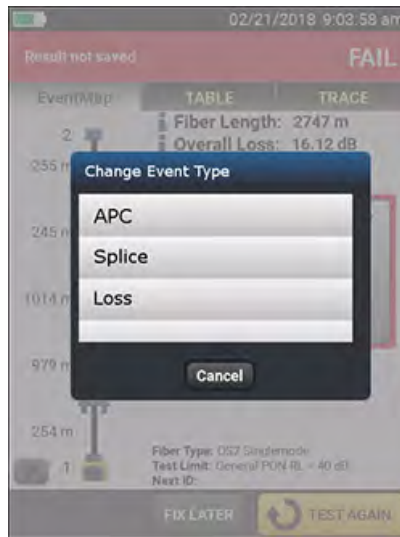 02/21/2018 9:03:58 am
Result not saved
FAIL
EventMap
TABLE
TRACE
2
Fiber Length: 2747 m
Overall Loss: 16.12 dB
255 m
Change Event Type
APC
245 m
Splice
Loss
1014 m
979 m
Cancel
254 m
Fiber Type: OS2 Singlemode
Test Limit: General PON RL = 40 dB
1
Next ID:
FIX LATER
TEST AGAIN